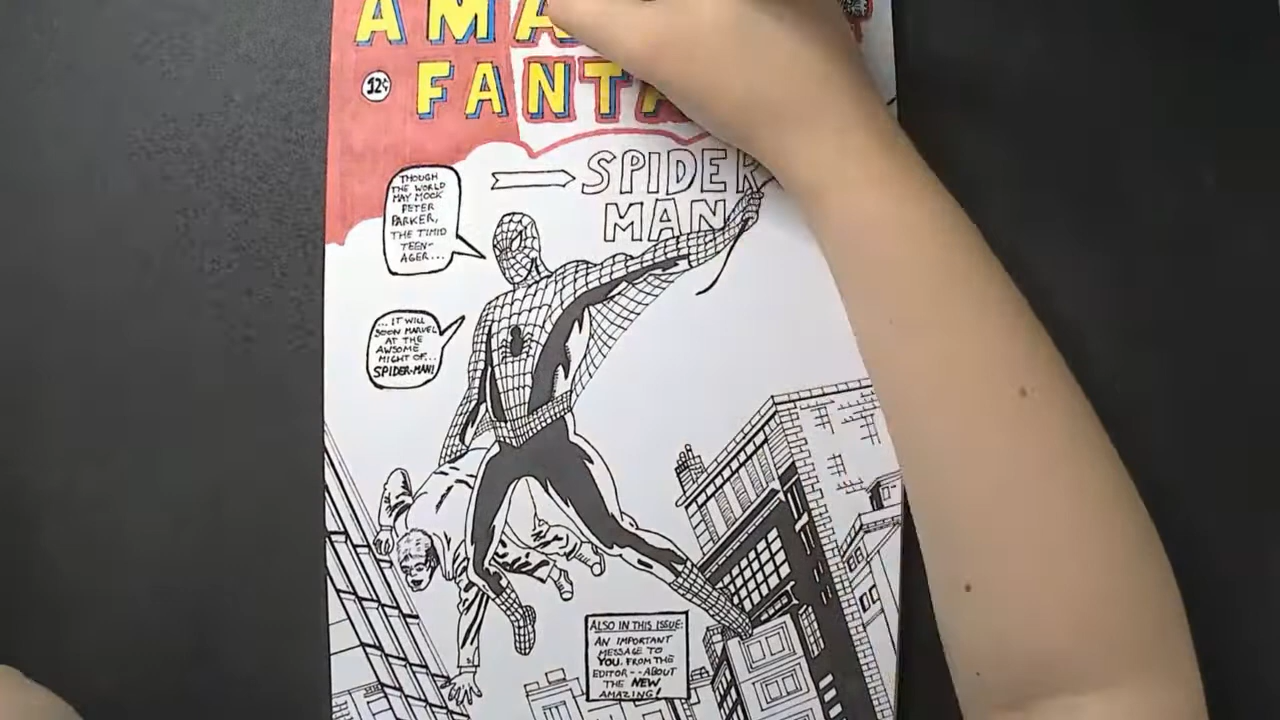 AMA
12¢
FANTA
SPIDER
MAN
THOUGH
THE WORLD
MAY MOCK
PETER
PARKER,
THE TIMID
TEEN-
AGER...
...IT WILL
SOON MARVEL
AT THE
AWSOME
MIGHT OF...
SPIDER-MAN!
ALSO IN THIS ISSUE:
AN IMPORTANT
MESSAGE TO
YOU, FROM THE
EDITOR--ABOUT
THE NEW
AMAZING!